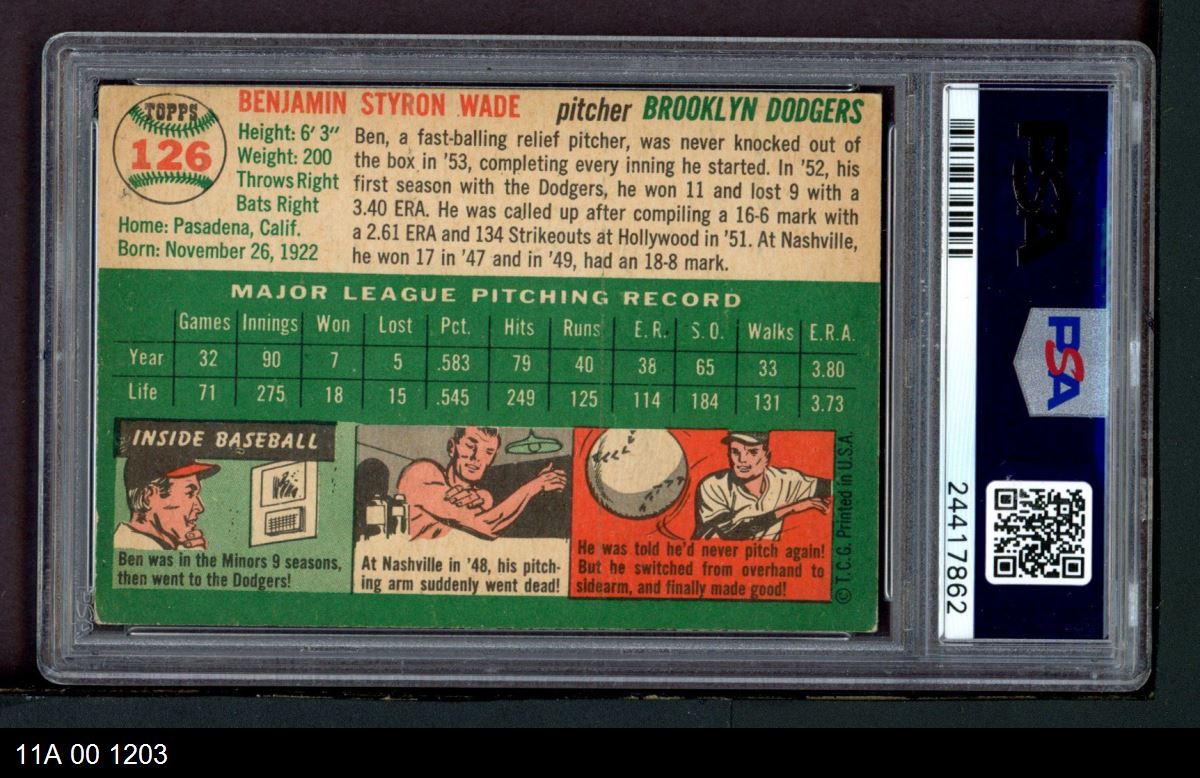 TOPPS
126
BENJAMIN STYRON WADE pitcher BROOKLYN DODGERS
Height: 6' 3"
Weight: 200
Throws Right
Bats Right
Home: Pasadena, Calif.
Born: November 26, 1922
Ben, a fast-balling relief pitcher, was never knocked out of
the box in '53, completing every inning he started. In '52, his
first season with the Dodgers, he won 11 and lost 9 with a
3.40 ERA. He was called up after compiling a 16-6 mark with
a 2.61 ERA and 134 Strikeouts at Hollywood in '51. At Nashville,
he won 17 in '47 and in '49, had an 18-8 mark.
MAJOR LEAGUE PITCHING RECORD
Games Innings Won Lost Pct. Hits Runs E.R. S.O. Walks E.R.A.
Year 32 90 7 5 .583 79 40 38 65 33 3.80
Life 71 275 18 15 .545 249 125 114 184 131 3.73
INSIDE BASEBALL
Ben was in the Minors 9 seasons,
then went to the Dodgers!
At Nashville in '48, his pitch-
ing arm suddenly went dead!
He was told he'd never pitch again!
But he switched from overhand to
sidearm, and finally made good!
© T.C.G. Printed in U.S.A.
PSA
PSA
24417862
11A 00 1203